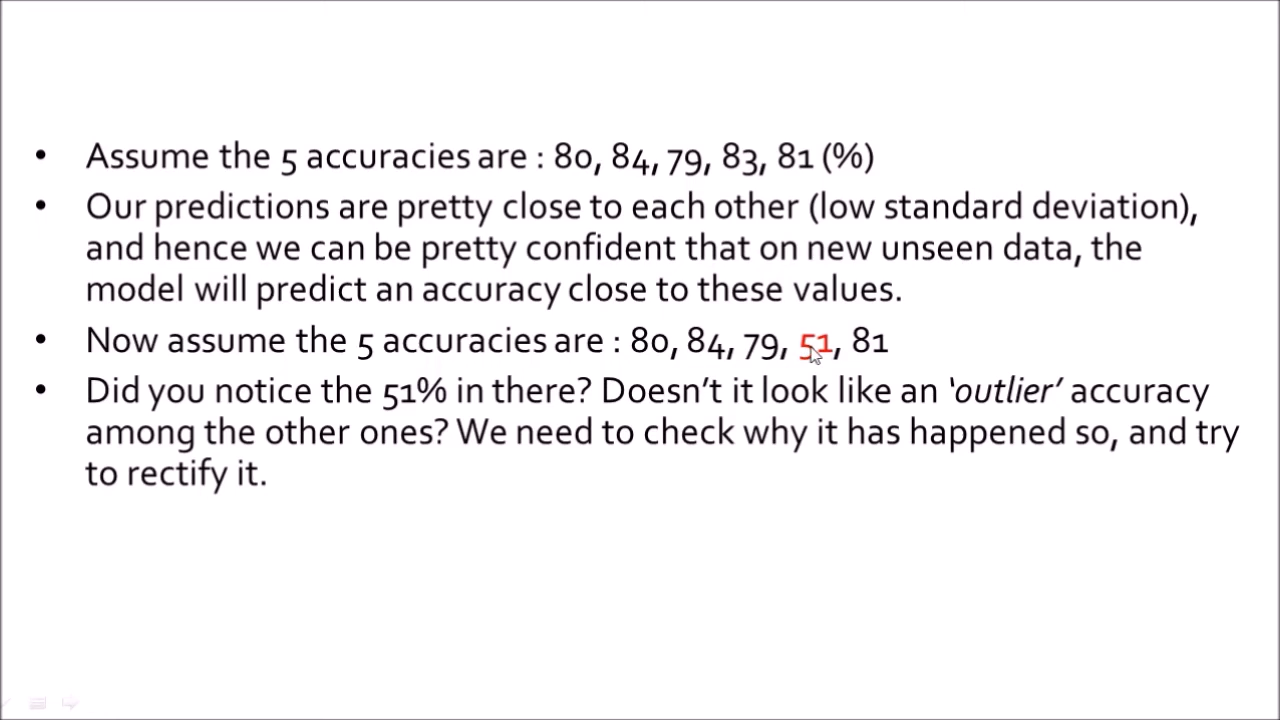 • Assume the 5 accuracies are : 80, 84, 79, 83, 81 (%)
• Our predictions are pretty close to each other (low standard deviation),
and hence we can be pretty confident that on new unseen data, the
model will predict an accuracy close to these values.
• Now assume the 5 accuracies are : 80, 84, 79, 51, 81
• Did you notice the 51% in there? Doesn’t it look like an ‘outlier’ accuracy
among the other ones? We need to check why it has happened so, and try
to rectify it.